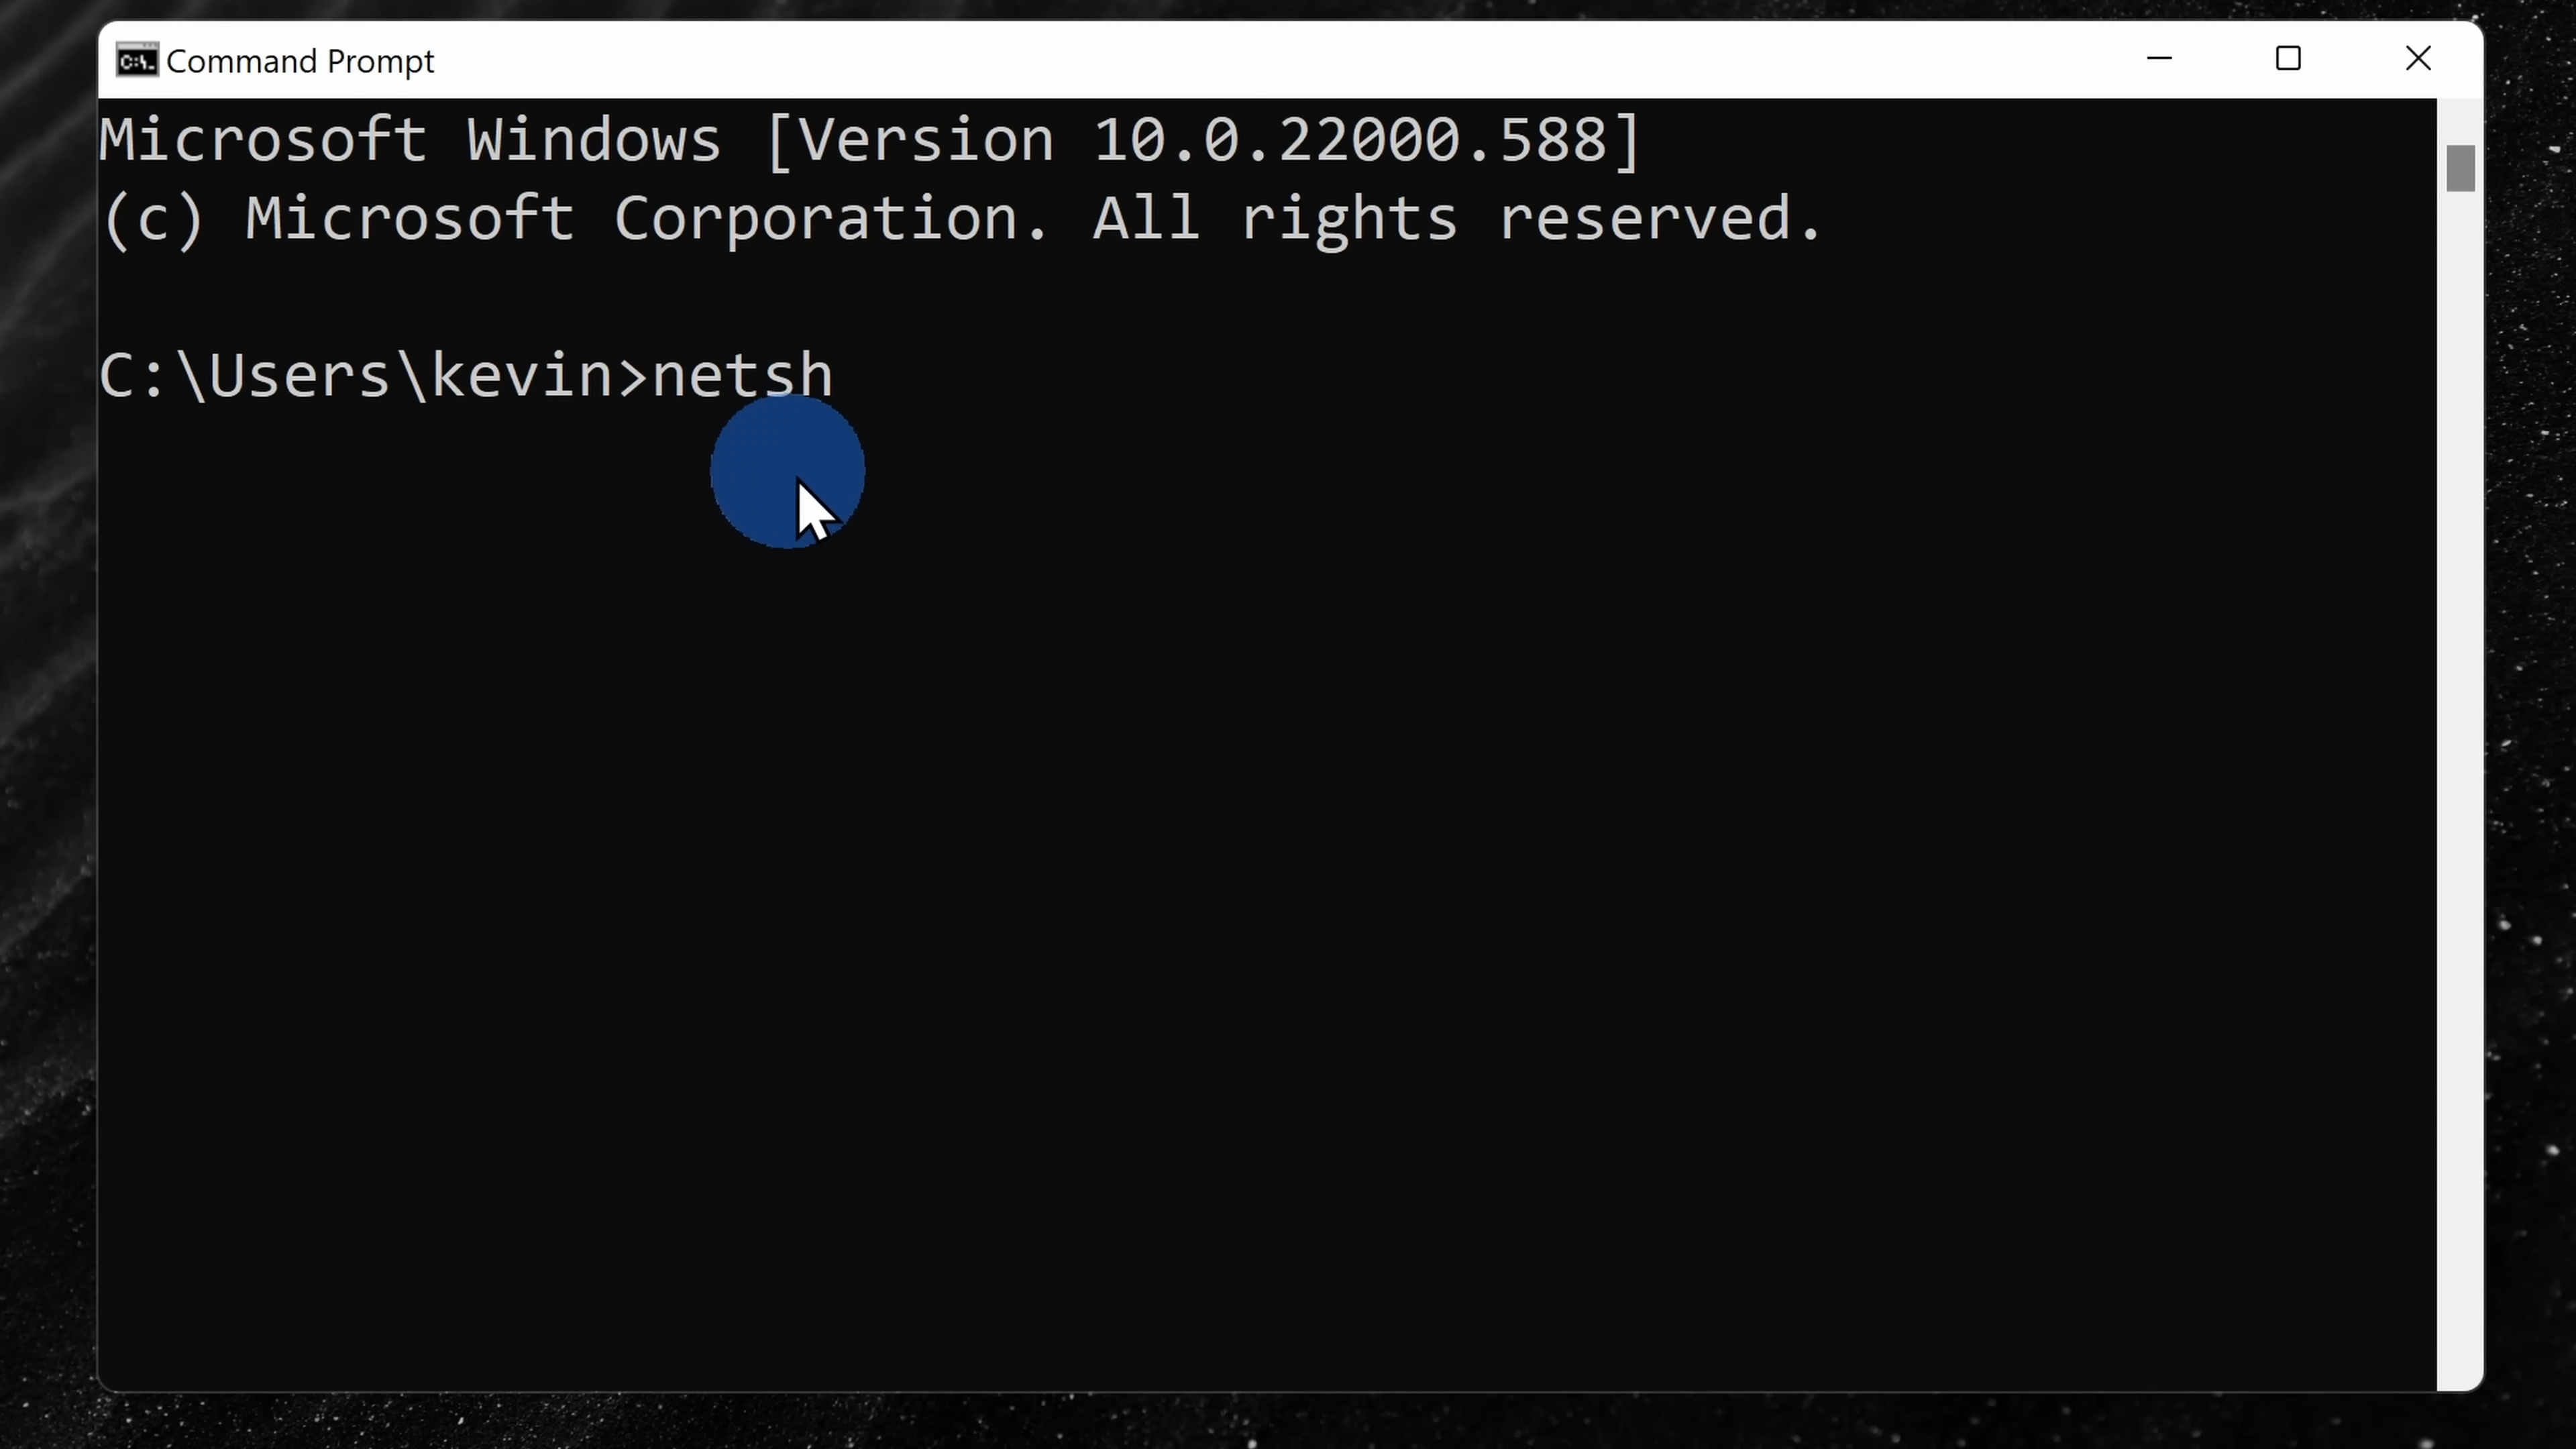 Command Prompt
Microsoft Windows [Version 10.0.22000.588]
(c) Microsoft Corporation. All rights reserved.
C:\Users\kevin>netsh